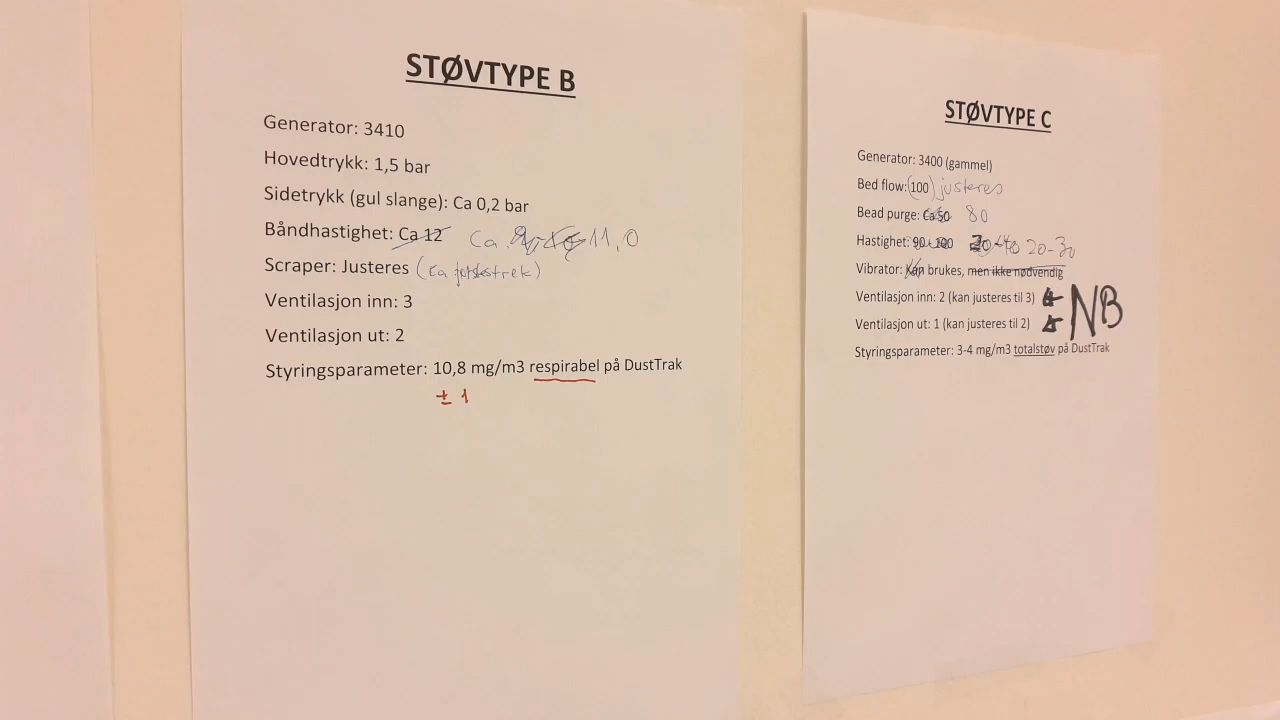 STØVTYPE B
Generator: 3410
Hovedtrykk: 1,5 bar
Sidetrykk (gul slange): Ca 0,2 bar
Båndhastighet: Ca 12 Ca. 11,0
Scraper: Justeres (ca
Ventilasjon inn: 3
Ventilasjon ut: 2
Styringsparameter: 10,8 mg/m3 respirabel på DustTrak
± 1
STØVTYPE C
Generator: 3400 (gammel)
Bed flow: (100) justeres
Bead purge: Ca 50 80
Hastighet: 20-30
Vibrator: Kan brukes, men ikke nødvendig
Ventilasjon inn: 2 (kan justeres til 3)
NB
Ventilasjon ut: 1 (kan justeres til 2)
Styringsparameter: 3-4 mg/m3 totalstøv på DustTrak